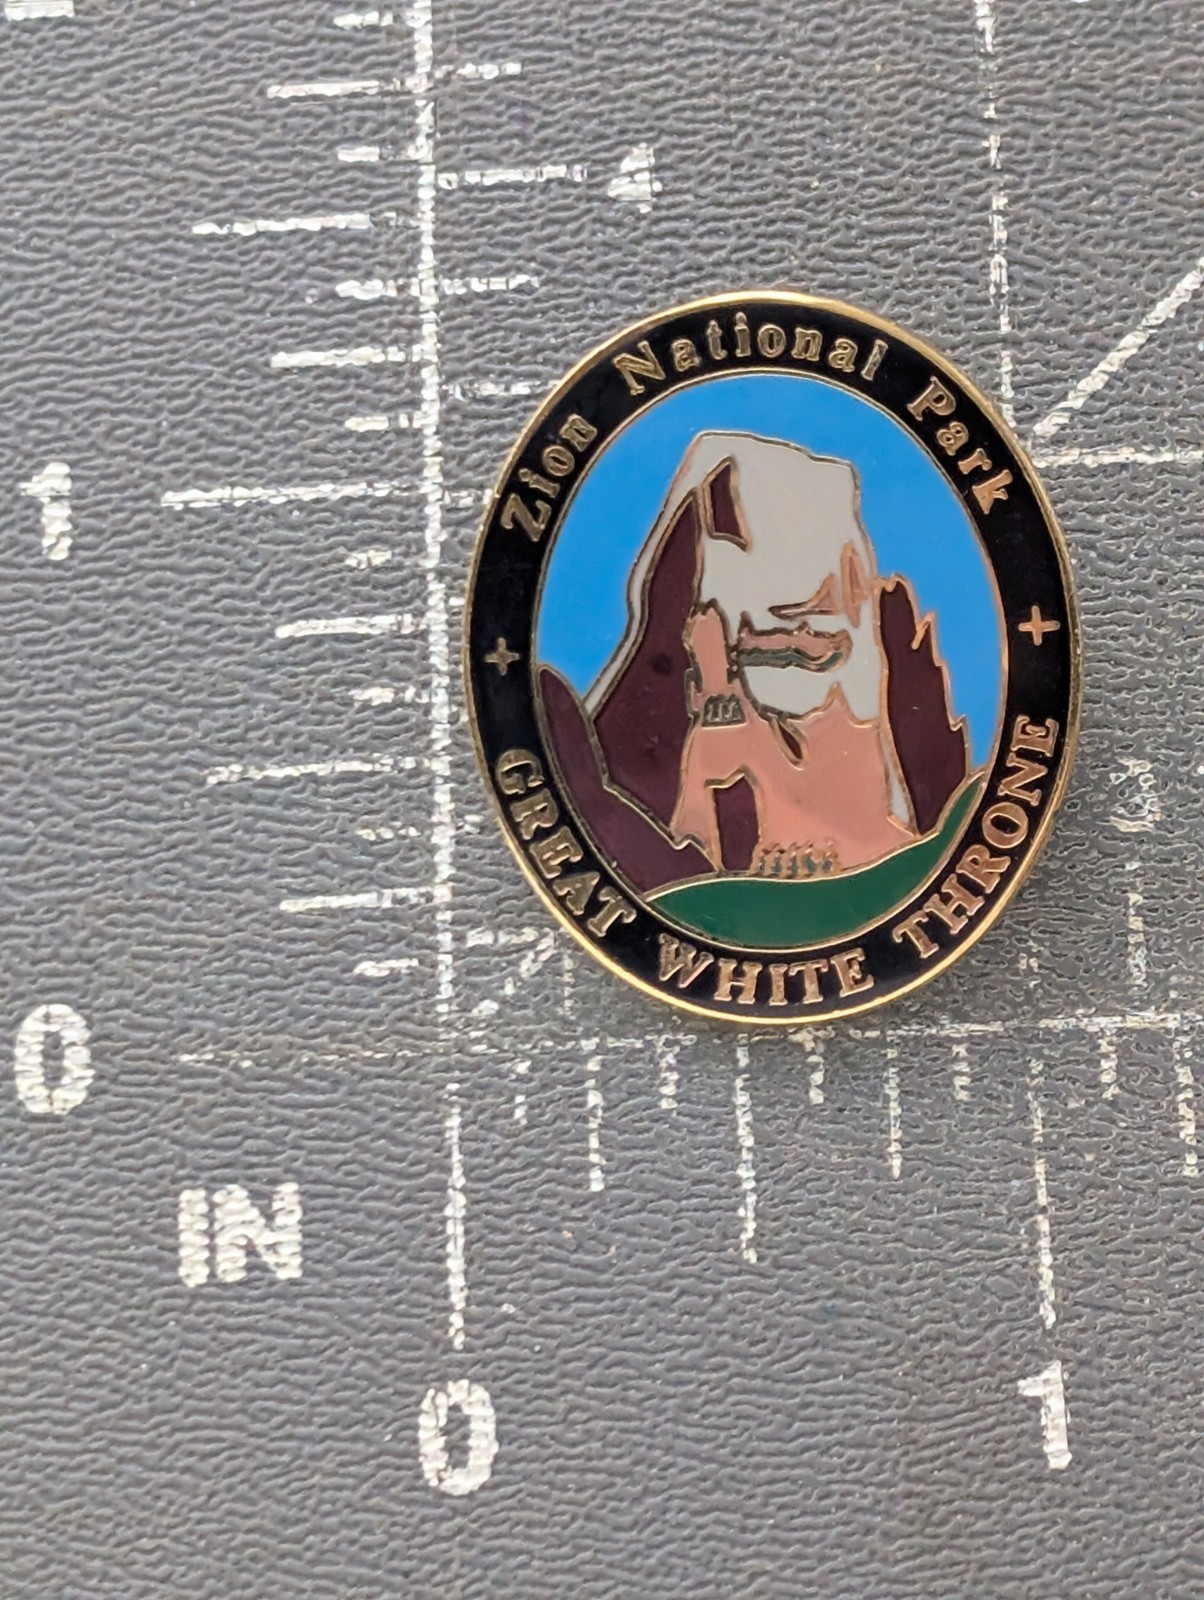 4
Zion National Park
1
+ +
GREAT WHITE THRONE
0
IN
0 1